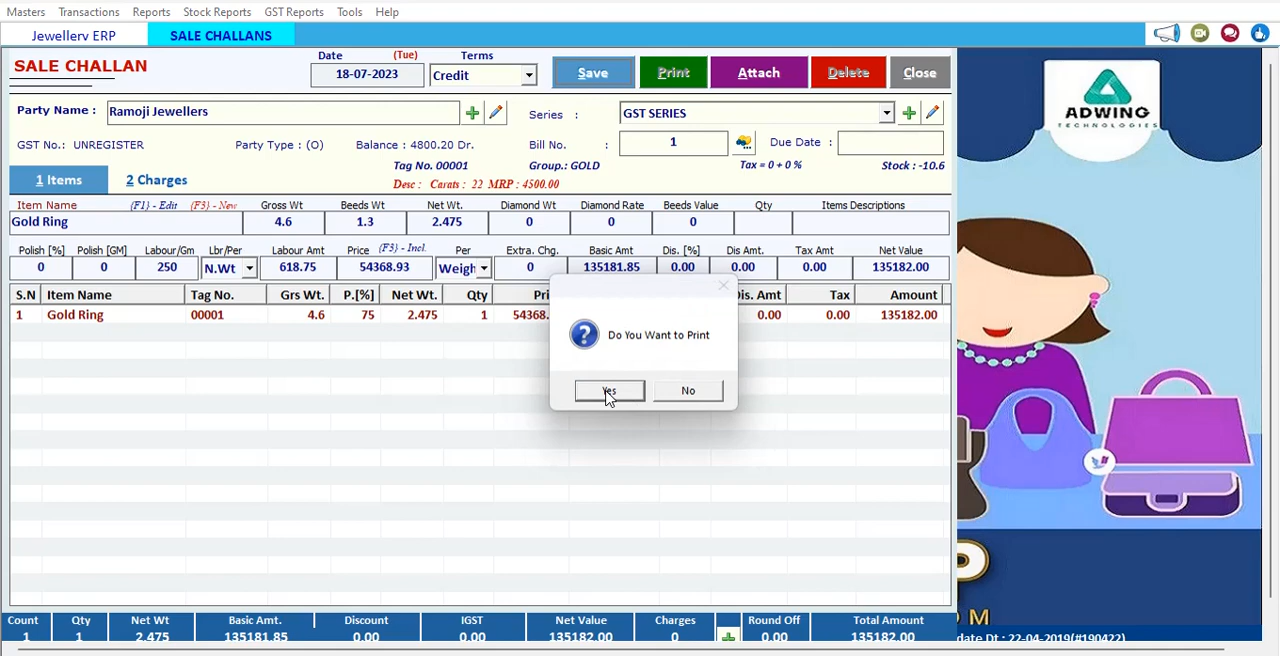 Masters Transactions Reports Stock Reports GST Reports Tools Help
Jewellery ERP SALE CHALLANS
SALE CHALLAN
Date (Tue) Terms
18-07-2023 Credit Save Print Attach Delete Close
Party Name : Ramoji Jewellers Series : GST SERIES
GST No.: UNREGISTER Party Type : (O) Balance : 4800.20 Dr. Bill No. : 1 Due Date :
Tag No. 00001 Group.: GOLD Tax = 0 + 0 % Stock : -10.6
1 Items 2 Charges Desc : Carats : 22 MRP : 4500.00
Item Name (F1) - Edit (F3) - New Gross Wt Beeds Wt Net Wt. Diamond Wt Diamond Rate Beeds Value Qty Items Descriptions
Gold Ring 4.6 1.3 2.475 0 0 0
Polish [%] Polish [GM] Labour/Gm Lbr/Per Labour Amt Price (F3) - Incl. Per Extra. Chg. Basic Amt Dis. [%] Dis Amt. Tax Amt Net Value
0 0 250 N.Wt 618.75 54368.93 Weigh 0 135181.85 0.00 0.00 0.00 135182.00
S.N Item Name Tag No. Grs Wt. P.[%] Net Wt. Qty Dis. Amt Tax Amount
1 Gold Ring 00001 4.6 75 2.475 1 54368. 0.00 0.00 135182.00
Do You Want to Print
Yes No
Count Qty Net Wt Basic Amt. Discount IGST Net Value Charges Round Off Total Amount
1 1 2.475 135181.85 0.00 0.00 135182.00 0 0.00 135182.00
ADWING
TECHNOLOGIES
P
O M
date Dt : 22-04-2019(#190422)